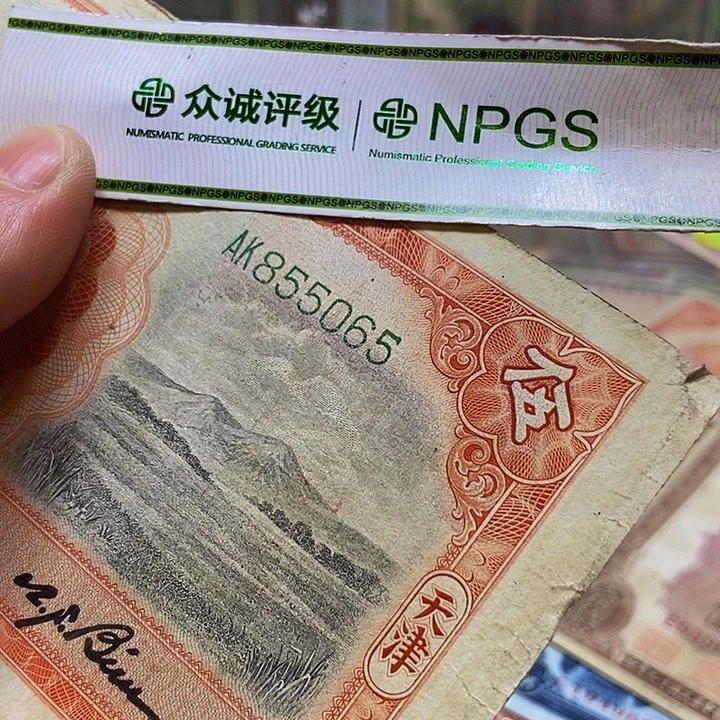 众诚评级
NUMISMATIC PROFESSIONAL GRADING SERVICE
NPGS
Numismatic Professional Grading Service
AK855065
伍
天津